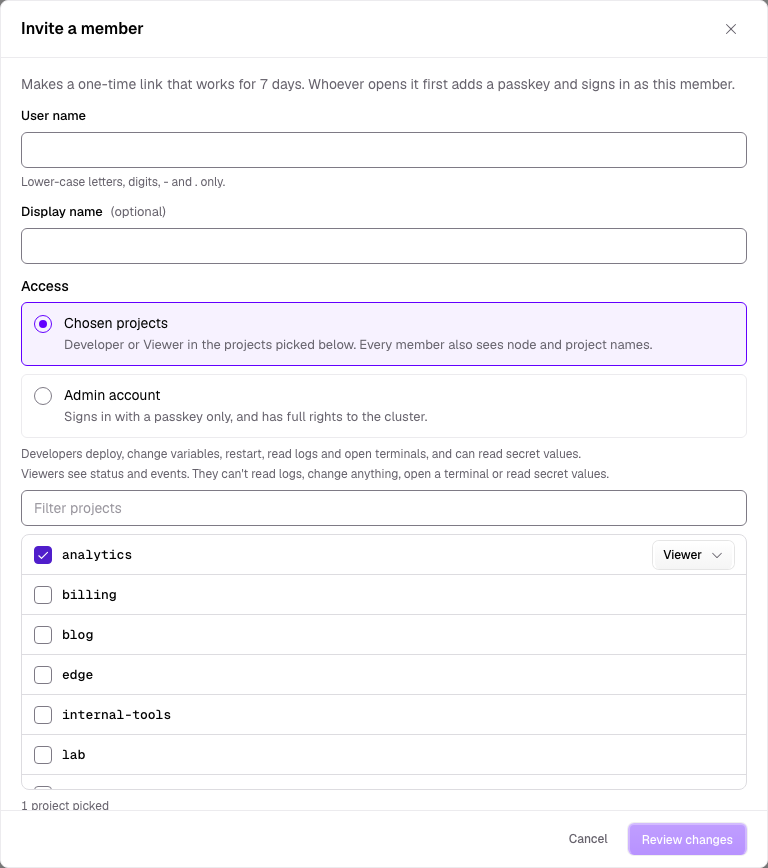 Invite a member
Makes a one-time link that works for 7 days. Whoever opens it first adds a passkey and signs in as this member.
User name
Lower-case letters, digits, - and . only.
Display name (optional)
Access
Chosen projects
Developer or Viewer in the projects picked below. Every member also sees node and project names.
Admin account
Signs in with a passkey only, and has full rights to the cluster.
Developers deploy, change variables, restart, read logs and open terminals, and can read secret values.
Viewers see status and events. They can't read logs, change anything, open a terminal or read secret values.
Filter projects
analytics Viewer
billing
blog
edge
internal-tools
lab
1 project picked
Cancel Review changes